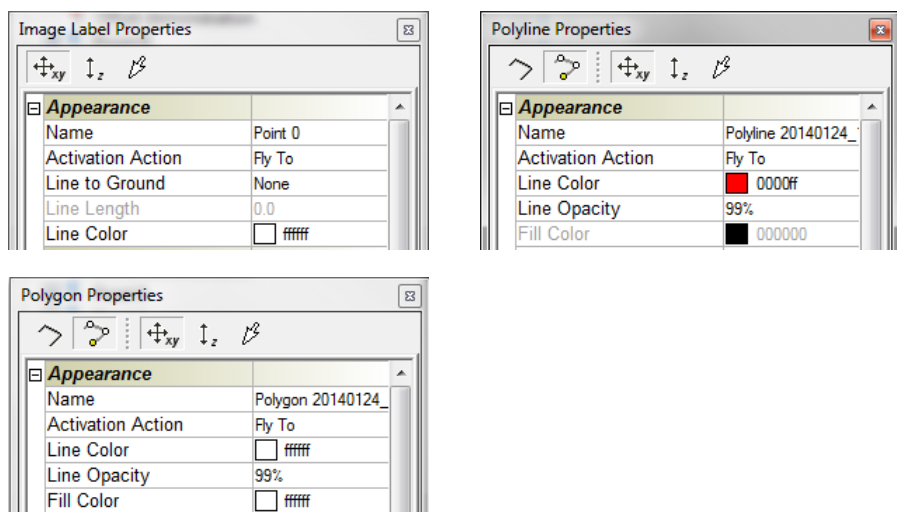 Image Label Properties
xy z
Appearance
Name Point 0
Activation Action Fly To
Line to Ground None
Line Length 0.0
Line Color ffffff
Polyline Properties
xy z
Appearance
Name Polyline 20140124_
Activation Action Fly To
Line Color 0000ff
Line Opacity 99%
Fill Color 000000
Polygon Properties
xy z
Appearance
Name Polygon 20140124_
Activation Action Fly To
Line Color ffffff
Line Opacity 99%
Fill Color ffffff